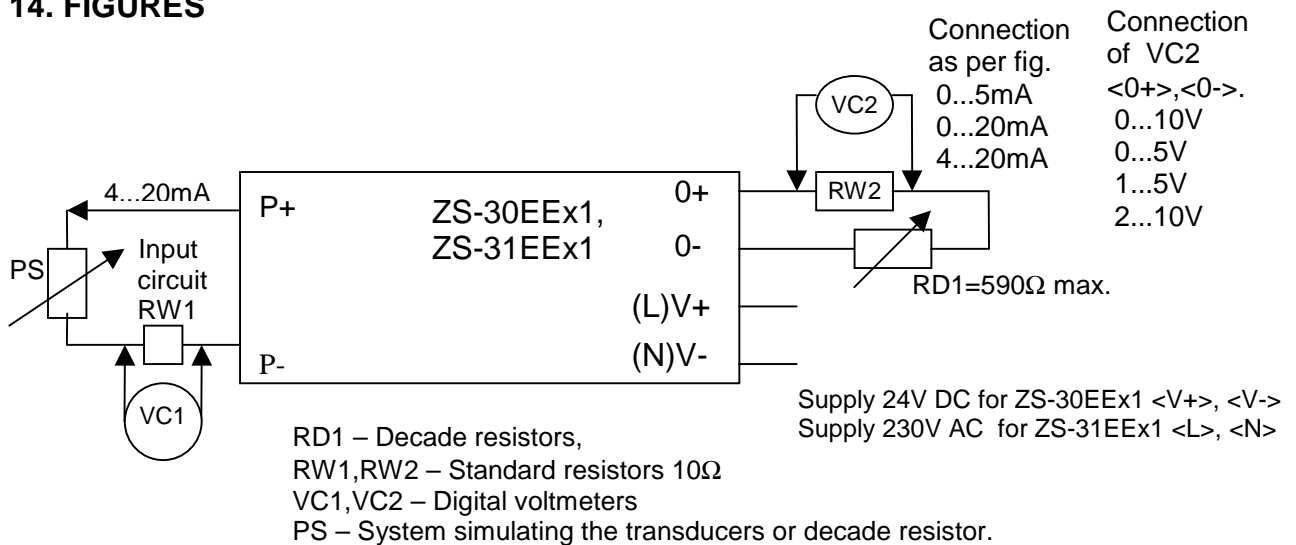 14. FIGURES
Connection
as per fig.
0...5mA
0...20mA
4...20mA
Connection
of VC2
<0+>,<0->.
0...10V
0...5V
1...5V
2...10V
VC2
RW2
RD1=590Ω max.
4...20mA
PS
Input
circuit
RW1
VC1
P+
P-
ZS-30EEx1,
ZS-31EEx1
0+
0-
(L)V+
(N)V-
Supply 24V DC for ZS-30EEx1 <V+>, <V->
Supply 230V AC for ZS-31EEx1 <L>, <N>
RD1 – Decade resistors,
RW1,RW2 – Standard resistors 10Ω
VC1,VC2 – Digital voltmeters
PS – System simulating the transducers or decade resistor.